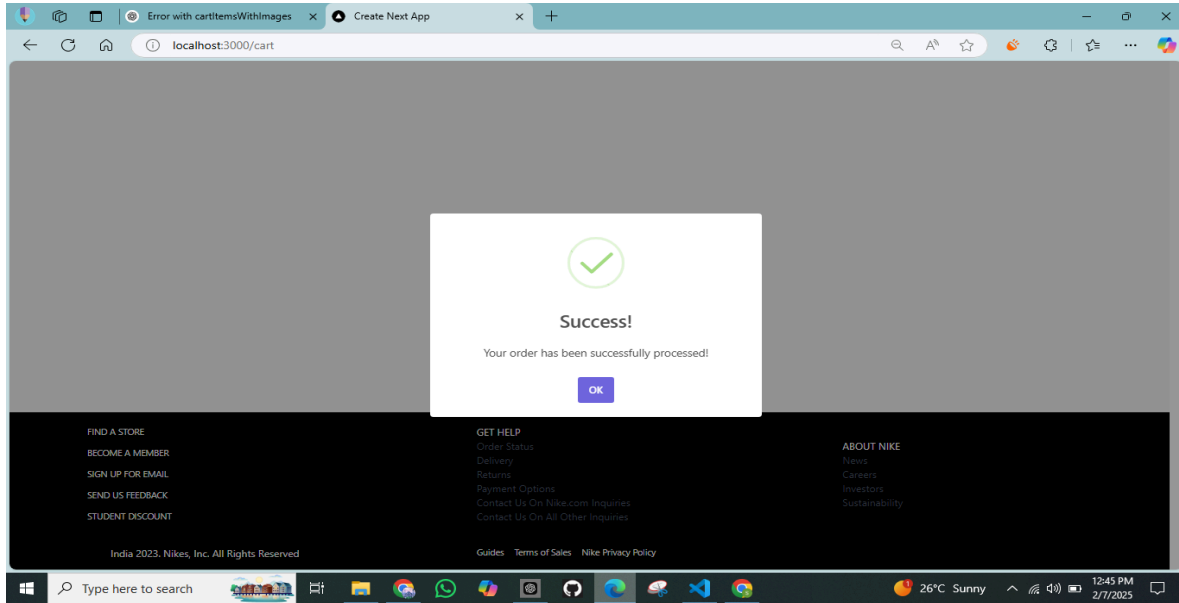 Error with cartItemsWithImages
Create Next App
localhost:3000/cart
Success!
Your order has been successfully processed!
OK
FIND A STORE
BECOME A MEMBER
SIGN UP FOR EMAIL
SEND US FEEDBACK
STUDENT DISCOUNT
GET HELP
Order Status
Delivery
Returns
Payment Options
Contact Us On Nike.com Inquiries
Contact Us On All Other Inquiries
ABOUT NIKE
News
Careers
Investors
Sustainability
India 2023. Nikes, Inc. All Rights Reserved
Guides Terms of Sales Nike Privacy Policy
Type here to search
26°C Sunny
12:45 PM
2/7/2025